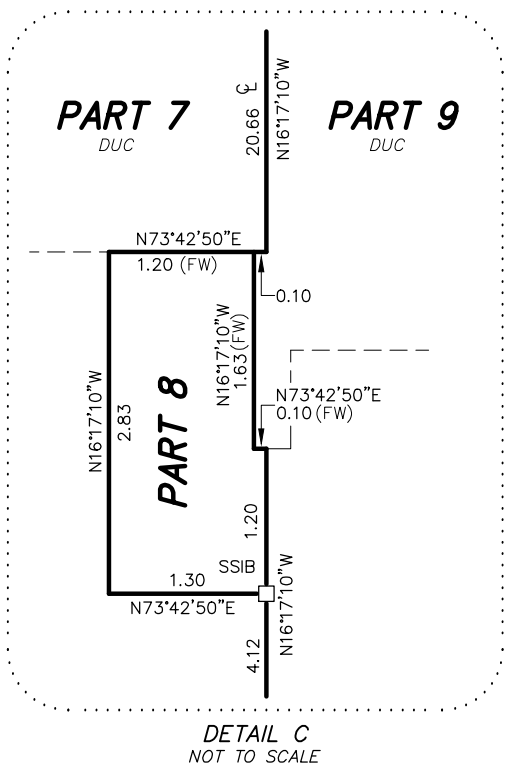 ℄
20.66
N16°17'10"W
PART 7
DUC
PART 9
DUC
N73°42'50"E
1.20 (FW)
0.10
N16°17'10"W
1.63(FW)
N73°42'50"E
0.10(FW)
N16°17'10"W
2.83
PART 8
1.20
SSIB
1.30
N73°42'50"E
N16°17'10"W
4.12
DETAIL C
NOT TO SCALE